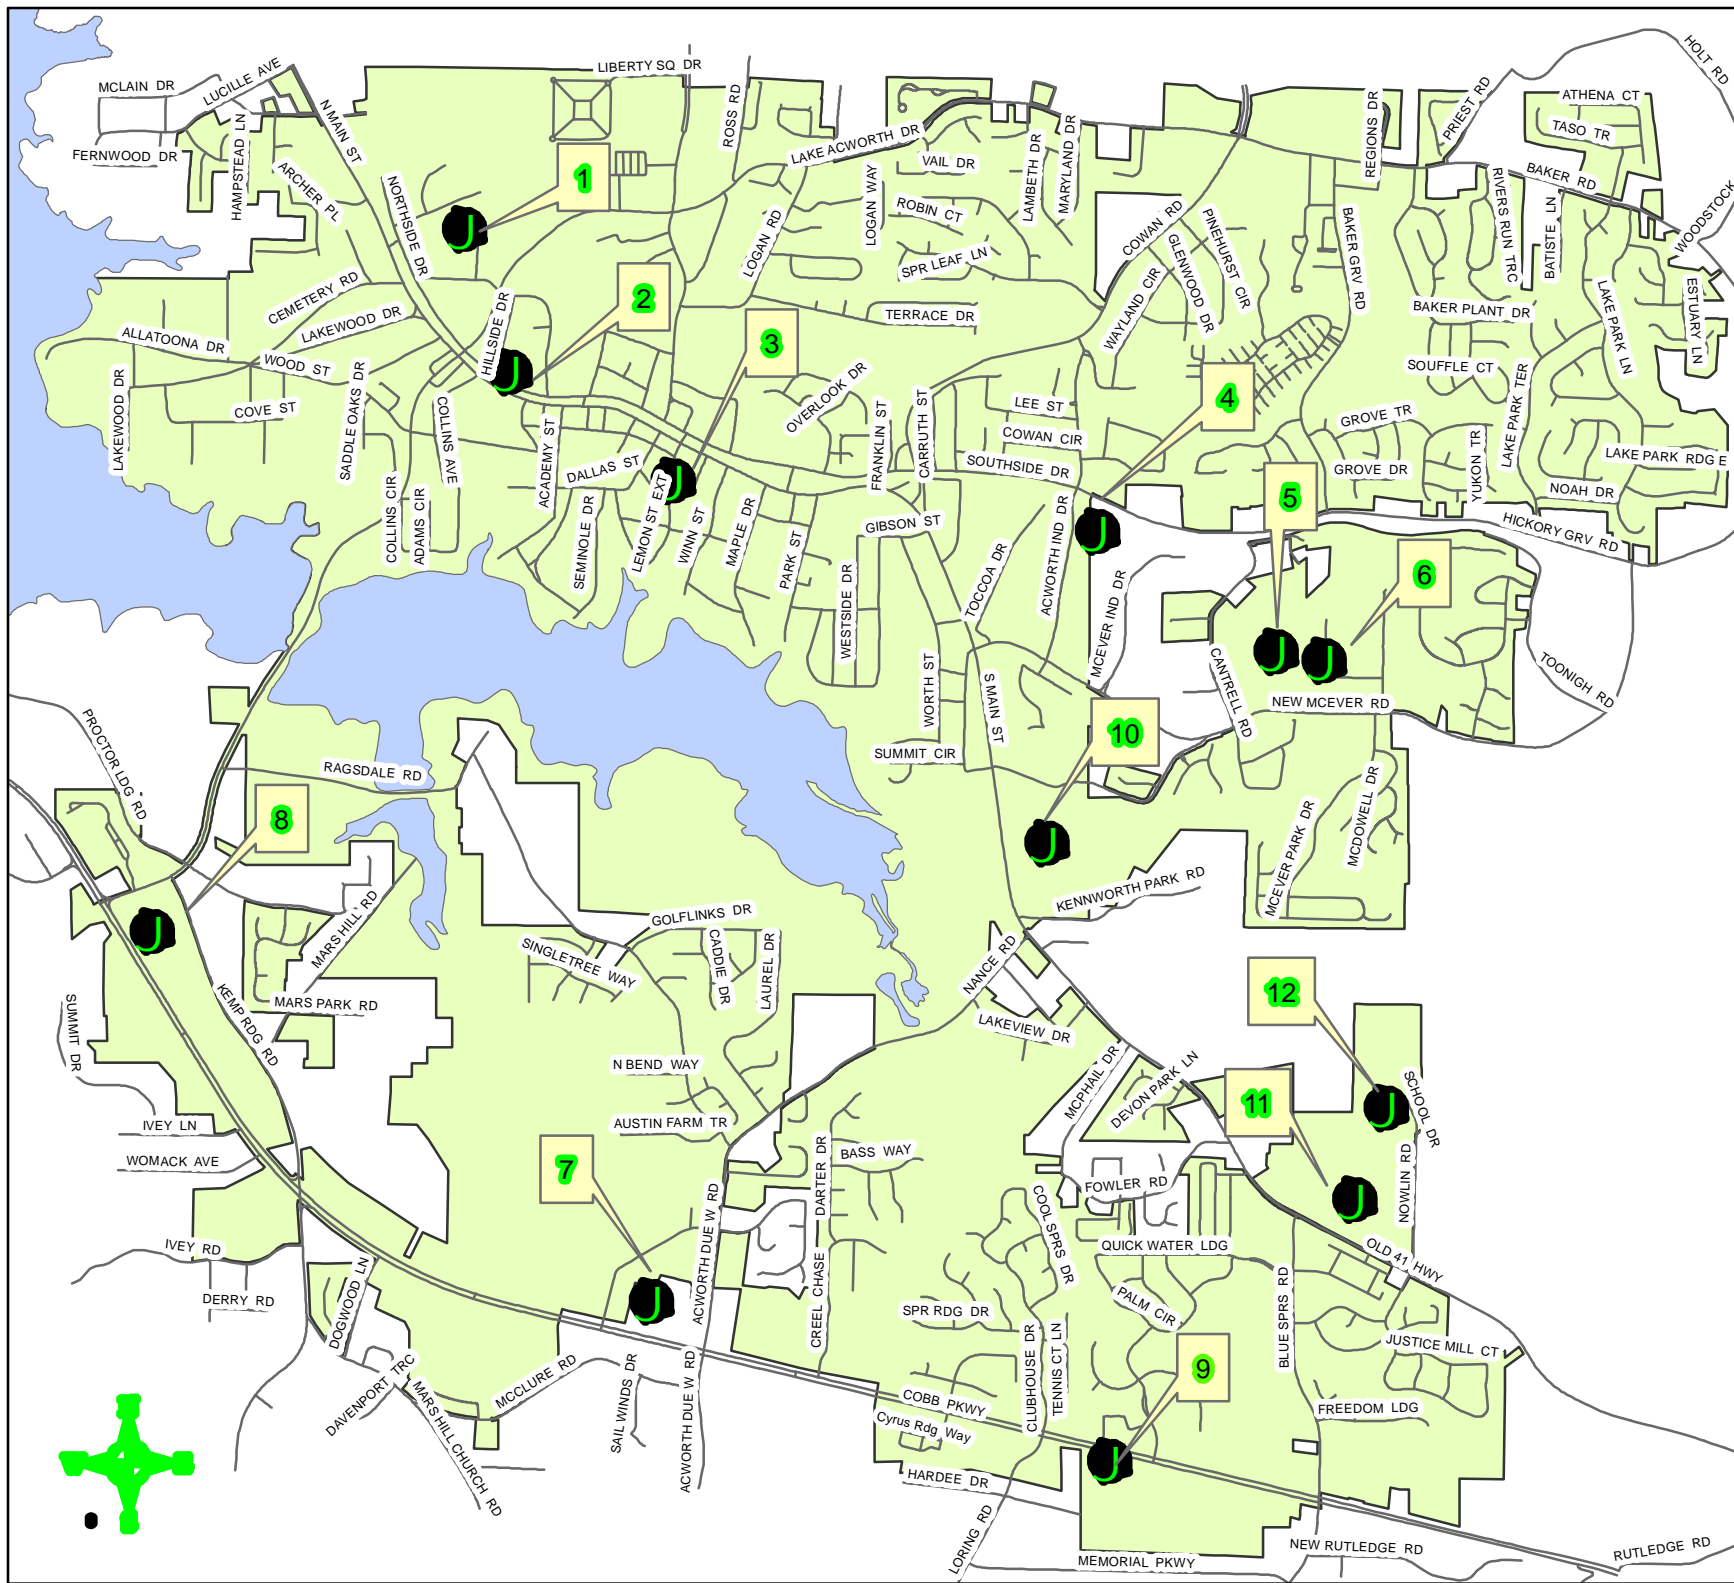 LIBERTY SQ DR
HOLT RD
MCLAIN DR
LUCILLE AVE
N MAIN ST
ROSS RD
REGIONS DR
PRIEST RD
ATHENA CT
TASO TR
FERNWOOD DR
HAMPSTEAD LN
ARCHER PL
NORTHSIDE DR
1
LAKE ACWORTH DR
VAIL DR
LOGAN WAY
LAMBETH DR
MARYLAND DR
BAKER RD
RIVERS RUN TRC
BATISTE LN
WOODSTOCK
ROBIN CT
LOGAN RD
SPR LEAF LN
COWAN RD
PINEHURST CIR
GLENWOOD DR
WAYLAND CIR
BAKER GRV RD
CEMETERY RD
LAKEWOOD DR
HILLSIDE DR
2
TERRACE DR
BAKER PLANT DR
LAKE PARK LN
ESTUARY LN
ALLATOONA DR
WOOD ST
J
J
3
SOUFFLE CT
LAKE PARK TER
LAKEWOOD DR
COVE ST
SADDLE OAKS DR
COLLINS AVE
OVERLOOK DR
FRANKLIN ST
CARRUTH ST
LEE ST
COWAN CIR
SOUTHSIDE DR
4
GROVE TR
GROVE DR
YUKON TR
LAKE PARK RDG E
NOAH DR
ACADEMY ST
DALLAS ST
J
LEMON ST EXT
SEMINOLE DR
WINN ST
MAPLE DR
PARK ST
GIBSON ST
COLLINS CIR
ADAMS CIR
5
HICKORY GRV RD
J
ACWORTH IND DR
MCEVER IND DR
TOCCOA DR
WESTSIDE DR
6
J
J
TOONIGH RD
CANTRELL RD
NEW MCEVER RD
WORTH ST
S MAIN ST
SUMMIT CIR
10
PROCTOR LDG RD
RAGSDALE RD
8
J
MCEVER PARK DR
MCDOWELL DR
KENNWORTH PARK RD
J
MARS HILL RD
GOLFLINKS DR
SINGLETREE WAY
CADDIE DR
LAUREL DR
NANCE RD
LAKEVIEW DR
12
MARS PARK RD
KEMP RDG RD
SUMMIT DR
N BEND WAY
MCPHAIL DR
DEVON PARK LN
11
J
SCHOOL DR
NOWLIN RD
IVEY LN
WOMACK AVE
AUSTIN FARM TR
7
DARTER DR
BASS WAY
FOWLER RD
J
COOL SPRS DR
QUICK WATER LDG
OLD 41 HWY
IVEY RD
DERRY RD
DOGWOOD LN
ACWORTH DUE W RD
J
CREEL CHASE
SPR RDG DR
PALM CIR
BLUE SPRS RD
JUSTICE MILL CT
DAVENPORT TRC
MARS HILL CHURCH RD
MCCLURE RD
SAIL WINDS DR
ACWORTH DUE W RD
CLUBHOUSE DR
TENNIS CT LN
9
COBB PKWY
Cyrus Rdg Way
FREEDOM LDG
J
HARDEE DR
LORING RD
MEMORIAL PKWY
NEW RUTLEDGE RD
RUTLEDGE RD